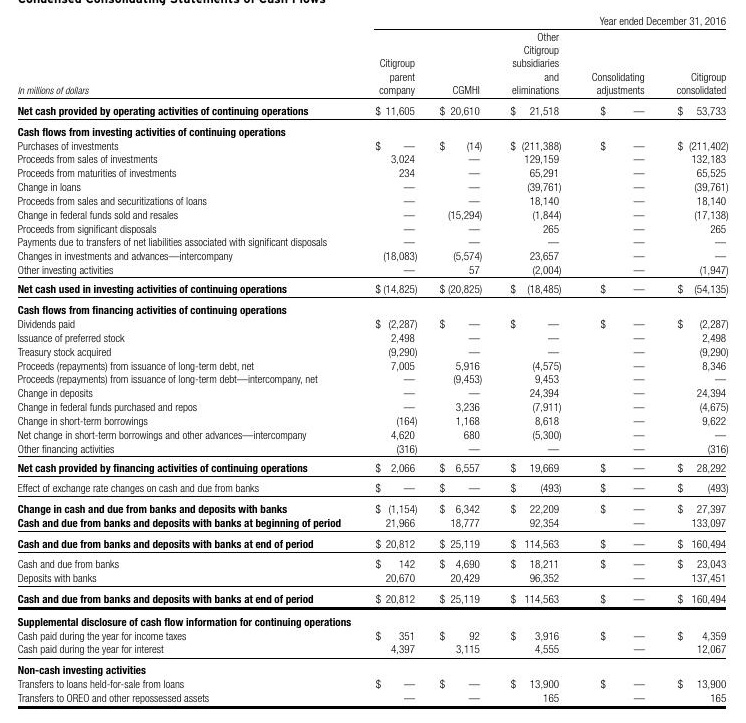 Condensed Consolidating Statements of Cash Flows
Year ended December 31, 2016
Other
Citigroup
Citigroup subsidiaries
parent and Consolidating Citigroup
In millions of dollars company CGMHI eliminations adjustments consolidated
Net cash provided by operating activities of continuing operations $ 11,605 $ 20,610 $ 21,518 $ — $ 53,733
Cash flows from investing activities of continuing operations
Purchases of investments $ — $ (14) $ (211,388) $ — $ (211,402)
Proceeds from sales of investments 3,024 — 129,159 — 132,183
Proceeds from maturities of investments 234 — 65,291 — 65,525
Change in loans — — (39,761) — (39,761)
Proceeds from sales and securitizations of loans — — 18,140 — 18,140
Change in federal funds sold and resales — (15,294) (1,844) — (17,138)
Proceeds from significant disposals — — 265 — 265
Payments due to transfers of net liabilities associated with significant disposals — — — — —
Changes in investments and advances—intercompany (18,083) (5,574) 23,657 — —
Other investing activities — 57 (2,004) — (1,947)
Net cash used in investing activities of continuing operations $ (14,825) $ (20,825) $ (18,485) $ — $ (54,135)
Cash flows from financing activities of continuing operations
Dividends paid $ (2,287) $ — $ — $ — $ (2,287)
Issuance of preferred stock 2,498 — — — 2,498
Treasury stock acquired (9,290) — — — (9,290)
Proceeds (repayments) from issuance of long-term debt, net 7,005 5,916 (4,575) — 8,346
Proceeds (repayments) from issuance of long-term debt—intercompany, net — (9,453) 9,453 — —
Change in deposits — — 24,394 — 24,394
Change in federal funds purchased and repos — 3,236 (7,911) — (4,675)
Change in short-term borrowings (164) 1,168 8,618 — 9,622
Net change in short-term borrowings and other advances—intercompany 4,620 680 (5,300) — —
Other financing activities (316) — — — (316)
Net cash provided by financing activities of continuing operations $ 2,066 $ 6,557 $ 19,669 $ — $ 28,292
Effect of exchange rate changes on cash and due from banks $ — $ — $ (493) $ — $ (493)
Change in cash and due from banks and deposits with banks $ (1,154) $ 6,342 $ 22,209 $ — $ 27,397
Cash and due from banks and deposits with banks at beginning of period 21,966 18,777 92,354 — 133,097
Cash and due from banks and deposits with banks at end of period $ 20,812 $ 25,119 $ 114,563 $ — $ 160,494
Cash and due from banks $ 142 $ 4,690 $ 18,211 $ — $ 23,043
Deposits with banks 20,670 20,429 96,352 — 137,451
Cash and due from banks and deposits with banks at end of period $ 20,812 $ 25,119 $ 114,563 $ — $ 160,494
Supplemental disclosure of cash flow information for continuing operations
Cash paid during the year for income taxes $ 351 $ 92 $ 3,916 $ — $ 4,359
Cash paid during the year for interest 4,397 3,115 4,555 — 12,067
Non-cash investing activities
Transfers to loans held-for-sale from loans $ — $ — $ 13,900 $ — $ 13,900
Transfers to OREO and other repossessed assets — — 165 — 165